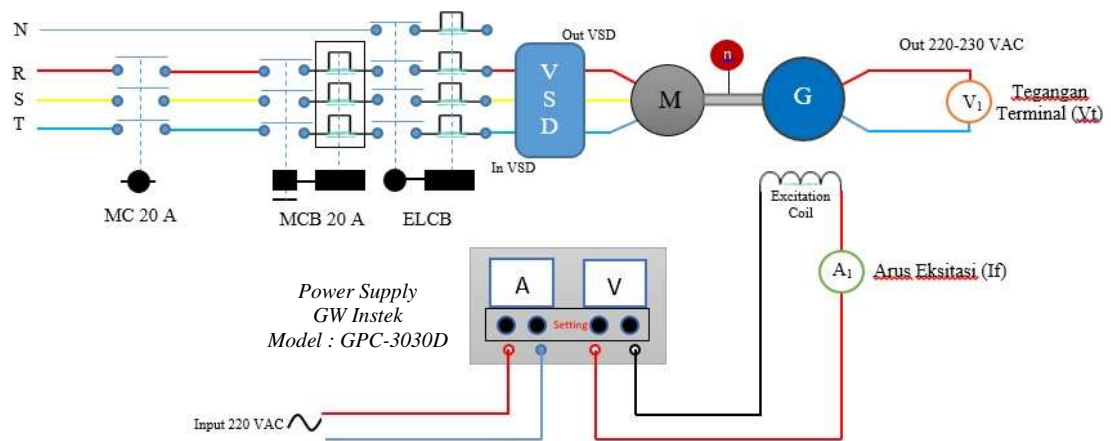 N
R
S
T
MC 20 A
MCB 20 A
ELCB
Out VSD
V
S
D
In VSD
M
n
G
Out 220-230 VAC
V1
Tegangan
Terminal (Vt)
Excitation
Coil
A1
Arus Eksitasi (If)
Power Supply
GW Instek
Model : GPC-3030D
A
V
Setting
Input 220 VAC